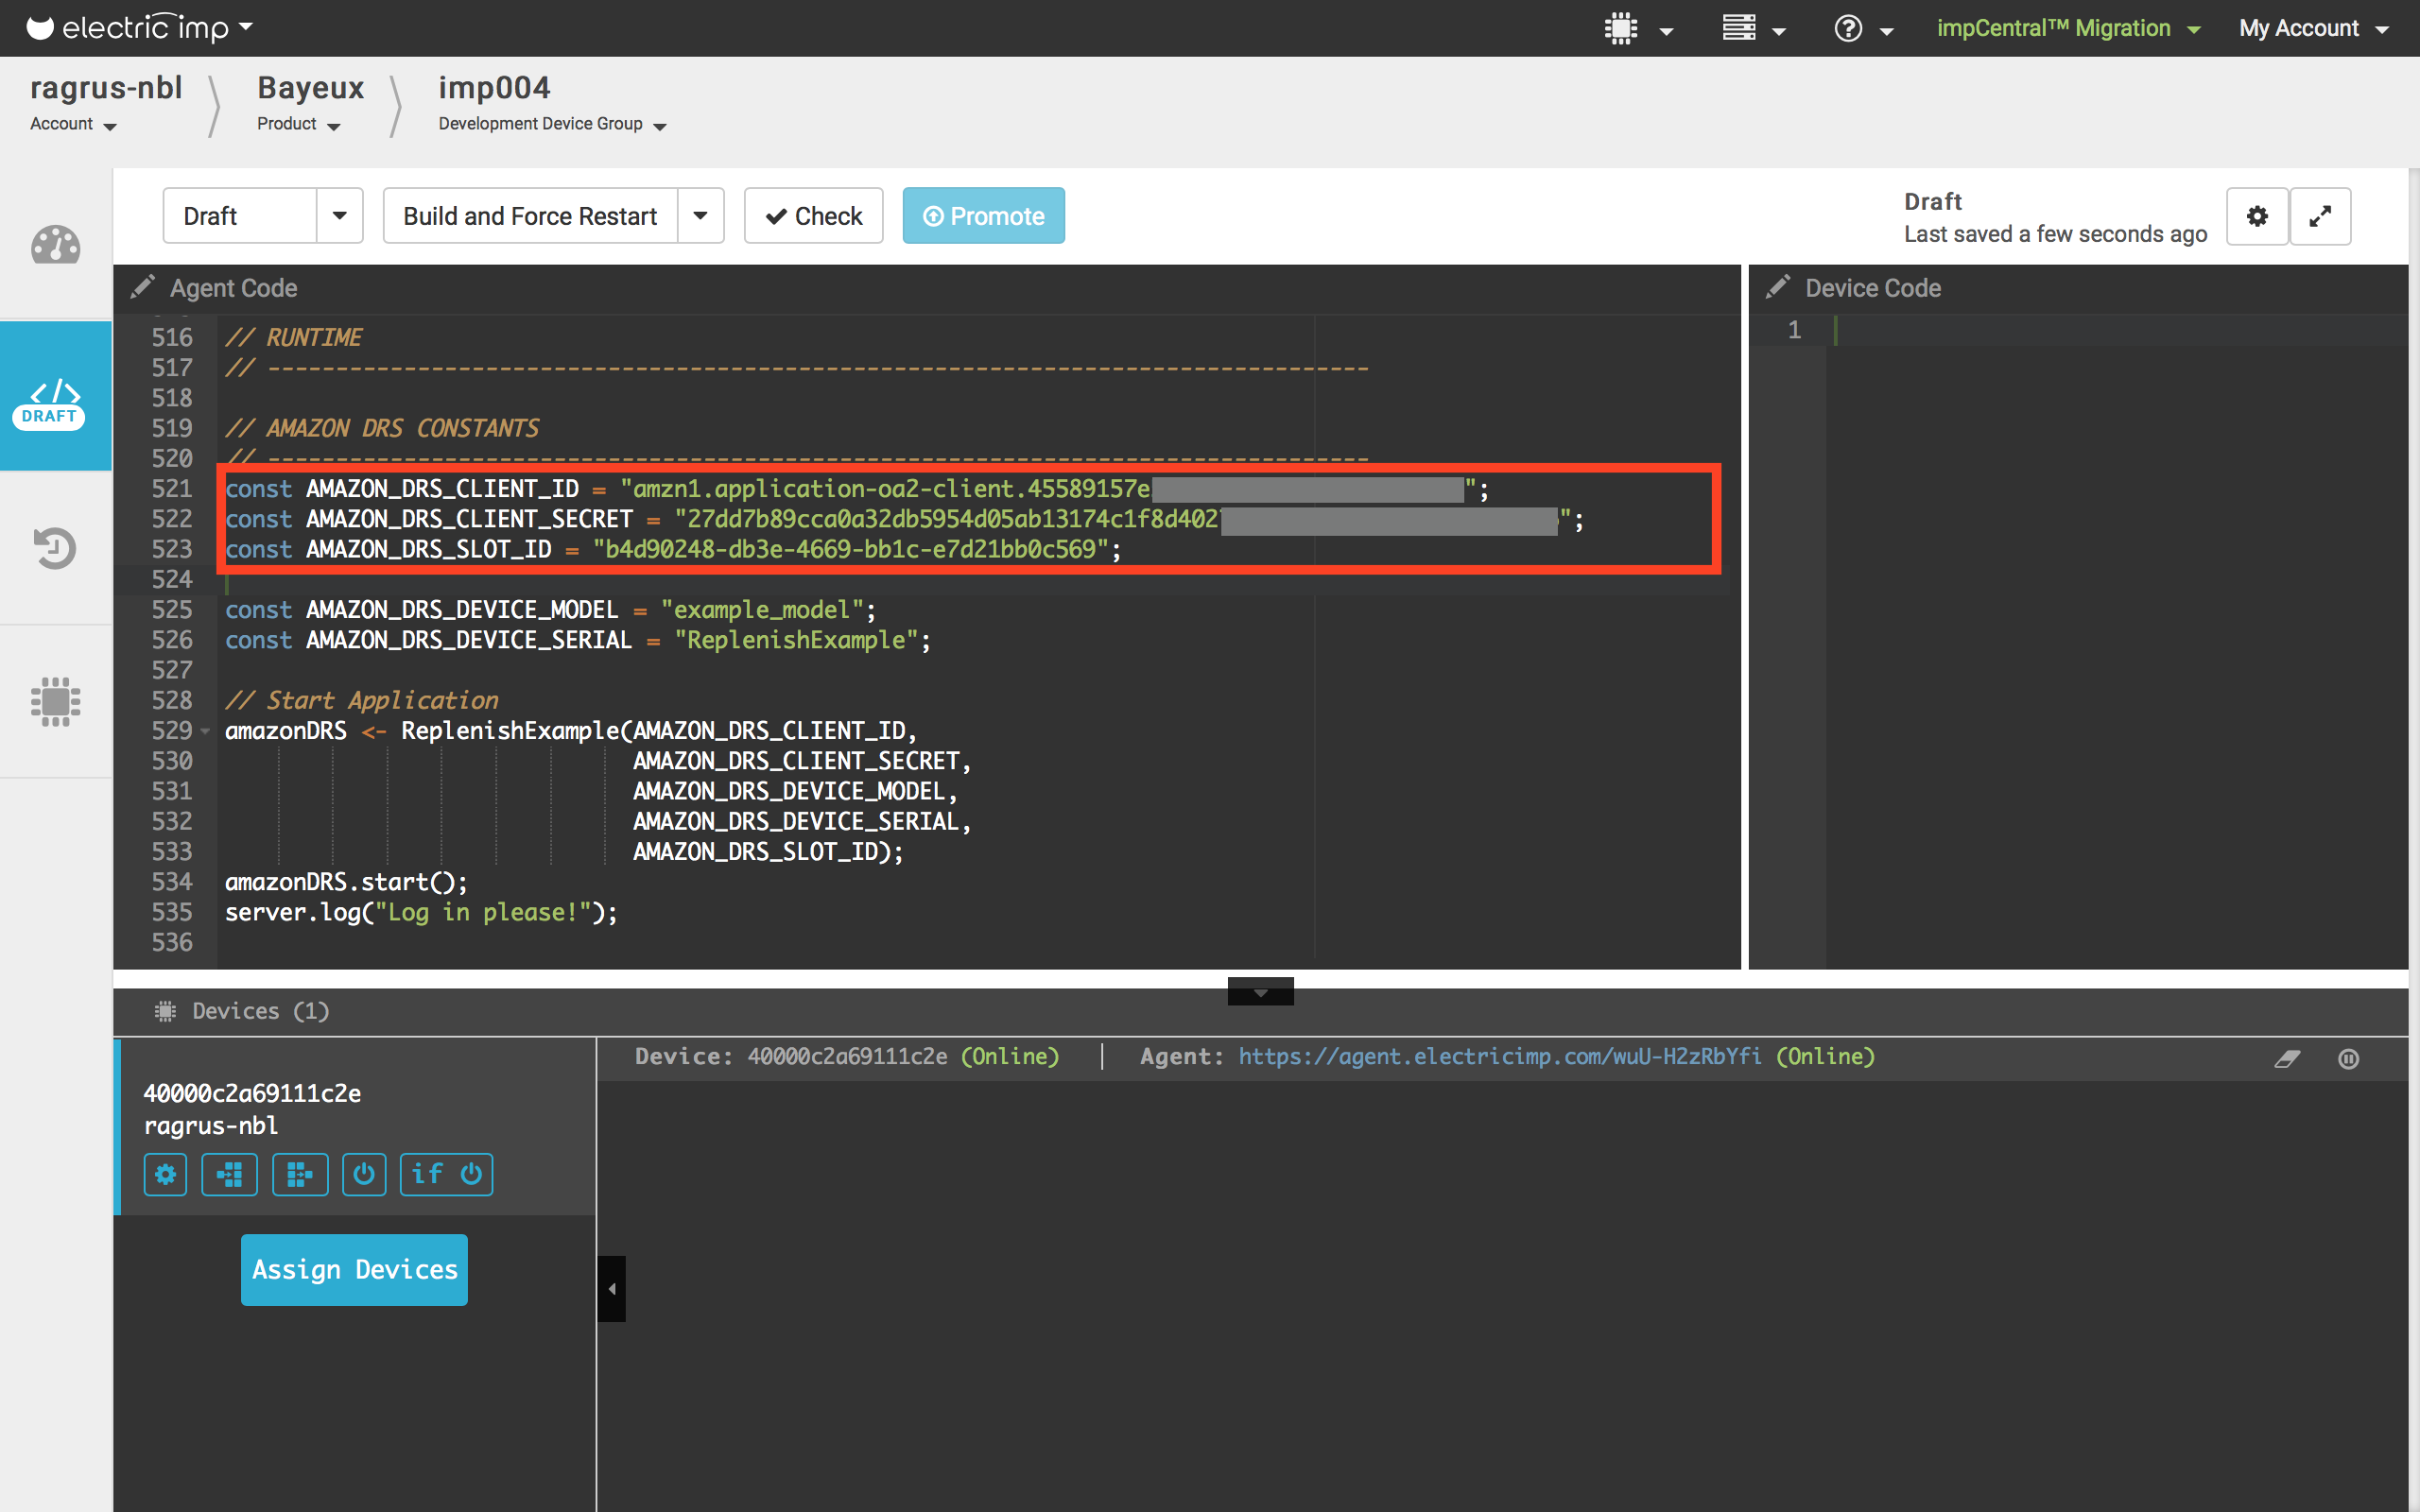 electric imp
impCentral™ Migration
My Account
ragrus-nbl
Account
Bayeux
Product
imp004
Development Device Group
Draft
Build and Force Restart
Check
Promote
Draft
Last saved a few seconds ago
DRAFT
Agent Code
516 // RUNTIME
517 // ---------------------------------------------------------------------------------
518
519 // AMAZON DRS CONSTANTS
520 // ---------------------------------------------------------------------------------
521 const AMAZON_DRS_CLIENT_ID = "amzn1.application-oa2-client.45589157e";
522 const AMAZON_DRS_CLIENT_SECRET = "27dd7b89cca0a32db5954d05ab13174c1f8d402";
523 const AMAZON_DRS_SLOT_ID = "b4d90248-db3e-4669-bb1c-e7d21bb0c569";
524
525 const AMAZON_DRS_DEVICE_MODEL = "example_model";
526 const AMAZON_DRS_DEVICE_SERIAL = "ReplenishExample";
527
528 // Start Application
529 amazonDRS <- ReplenishExample(AMAZON_DRS_CLIENT_ID,
530 AMAZON_DRS_CLIENT_SECRET,
531 AMAZON_DRS_DEVICE_MODEL,
532 AMAZON_DRS_DEVICE_SERIAL,
533 AMAZON_DRS_SLOT_ID);
534 amazonDRS.start();
535 server.log("Log in please!");
536
Device Code
1
Devices (1)
40000c2a69111c2e
ragrus-nbl
if
Assign Devices
Device: 40000c2a69111c2e (Online) | Agent: https://agent.electricimp.com/wuU-H2zRbYfi (Online)